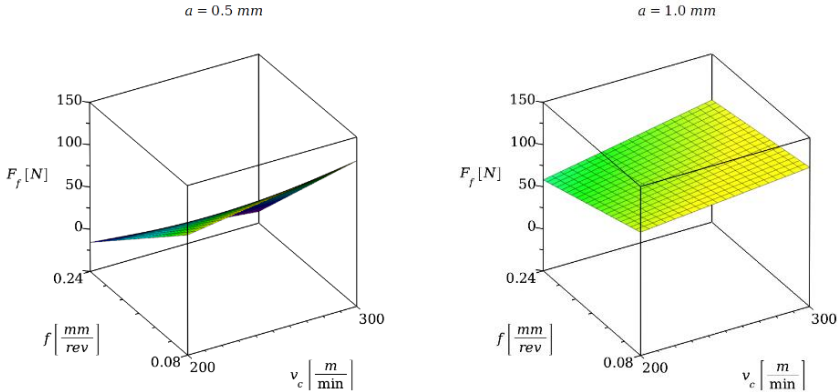 a = 0.5 mm
150
100
F_f [N]
50
0
0.24
f [mm/rev]
0.08
200
v_c [m/min]
300
a = 1.0 mm
150
100
F_f [N]
50
0
0.24
f [mm/rev]
0.08
200
v_c [m/min]
300